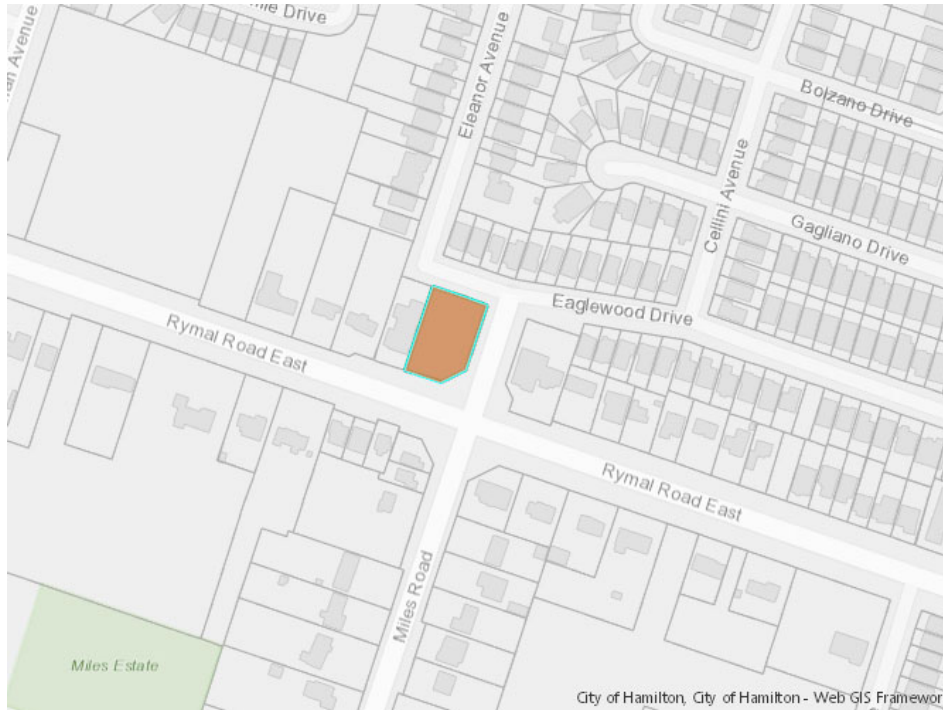 Drive
Avenue
Eleanor Avenue
Bolzano Drive
Cellini Avenue
Gagliano Drive
Eaglewood Drive
Rymal Road East
Rymal Road East
Miles Road
Miles Estate
City of Hamilton, City of Hamilton - Web GIS Framewor